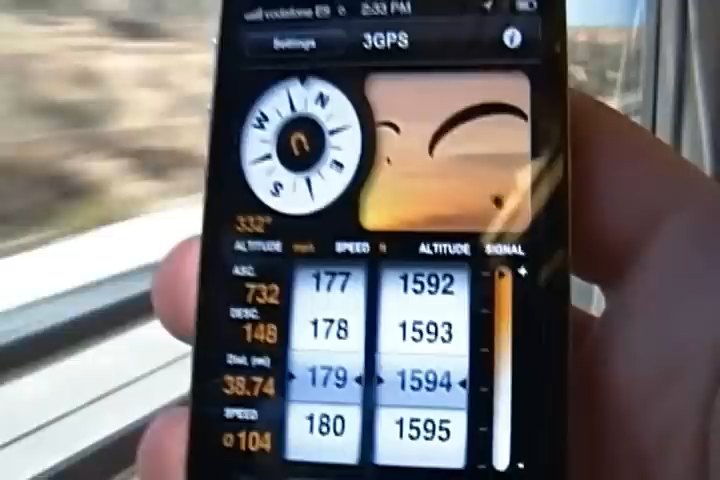 vodafone ES 2:33 PM
Settings 3GPS i
N
W
E
S
332°
ALTITUDE mph SPEED ft ALTITUDE SIGNAL
ASC. 732
DESC. 148
Dist. (mi) 38.74
SPEED ø 104
177 1592
178 1593
179 1594
180 1595
+
-